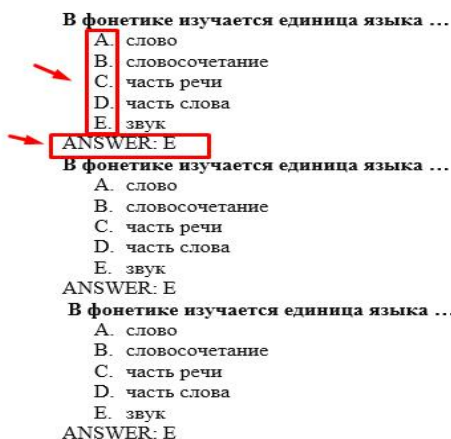 В фонетике изучается единица языка …
A. слово
B. словосочетание
C. часть речи
D. часть слова
E. звук
ANSWER: E
В фонетике изучается единица языка …
A. слово
B. словосочетание
C. часть речи
D. часть слова
E. звук
ANSWER: E
В фонетике изучается единица языка …
A. слово
B. словосочетание
C. часть речи
D. часть слова
E. звук
ANSWER: E